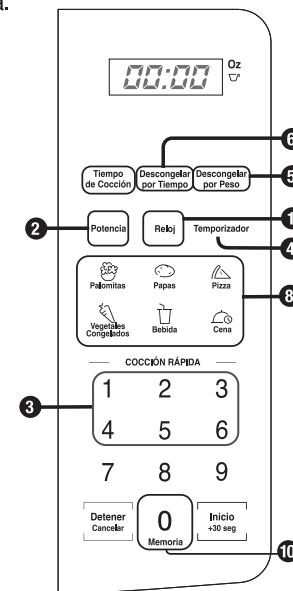 a.
00:00
Oz
6
Tiempo
de Cocción
Descongelar
por Tiempo
Descongelar
por Peso
5
1
2
Potencia
Reloj
Temporizador
4
Palomitas
Papas
Pizza
8
Vegetales
Congelados
Bebida
Cena
COCCIÓN RÁPIDA
3
1 2 3
4 5 6
7 8 9
Detener
Cancelar
0
Memoria
Inicio
+30 seg
10